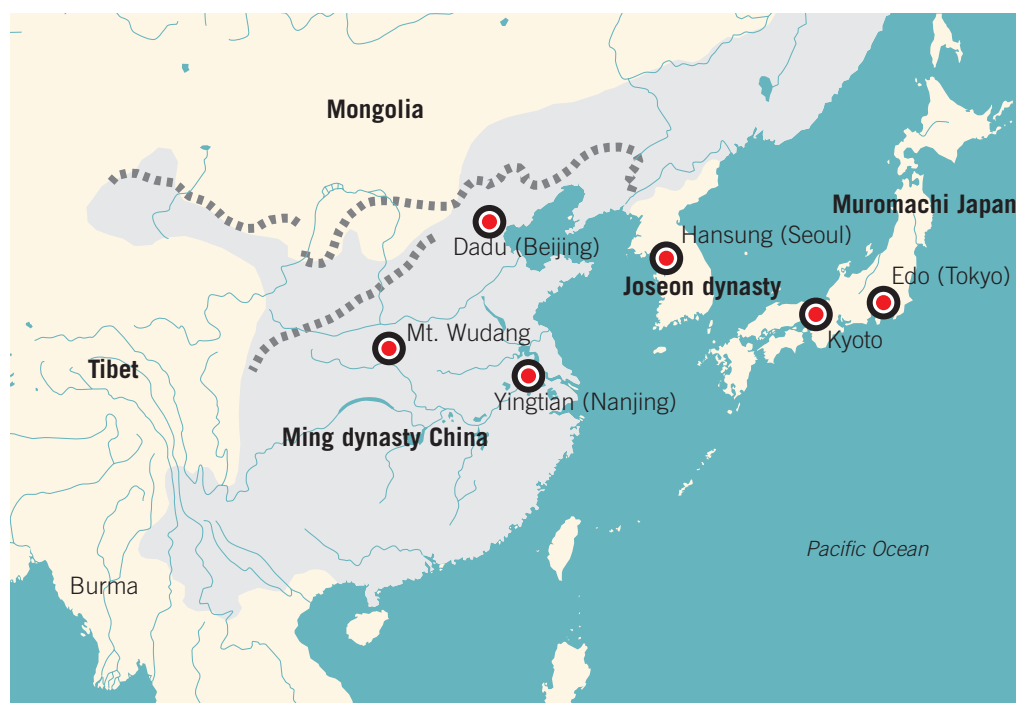 Mongolia
Muromachi Japan
Hansung (Seoul)
Dadu (Beijing)
Edo (Tokyo)
Joseon dynasty
Mt. Wudang
Kyoto
Tibet
Yingtian (Nanjing)
Ming dynasty China
Pacific Ocean
Burma